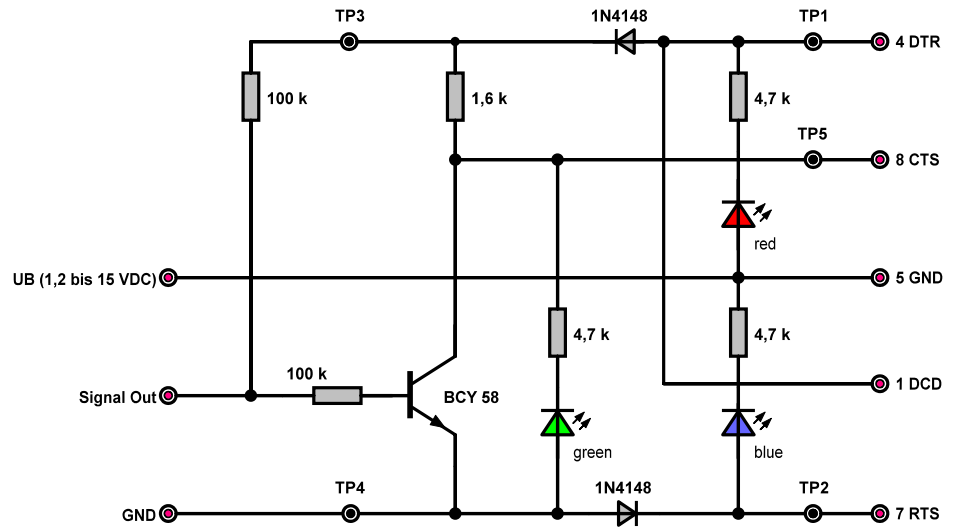 TP3
1N4148
TP1
4 DTR
100 k
1,6 k
4,7 k
TP5
8 CTS
red
UB (1,2 bis 15 VDC)
5 GND
4,7 k
4,7 k
100 k
1 DCD
Signal Out
BCY 58
green
blue
TP4
1N4148
TP2
GND
7 RTS